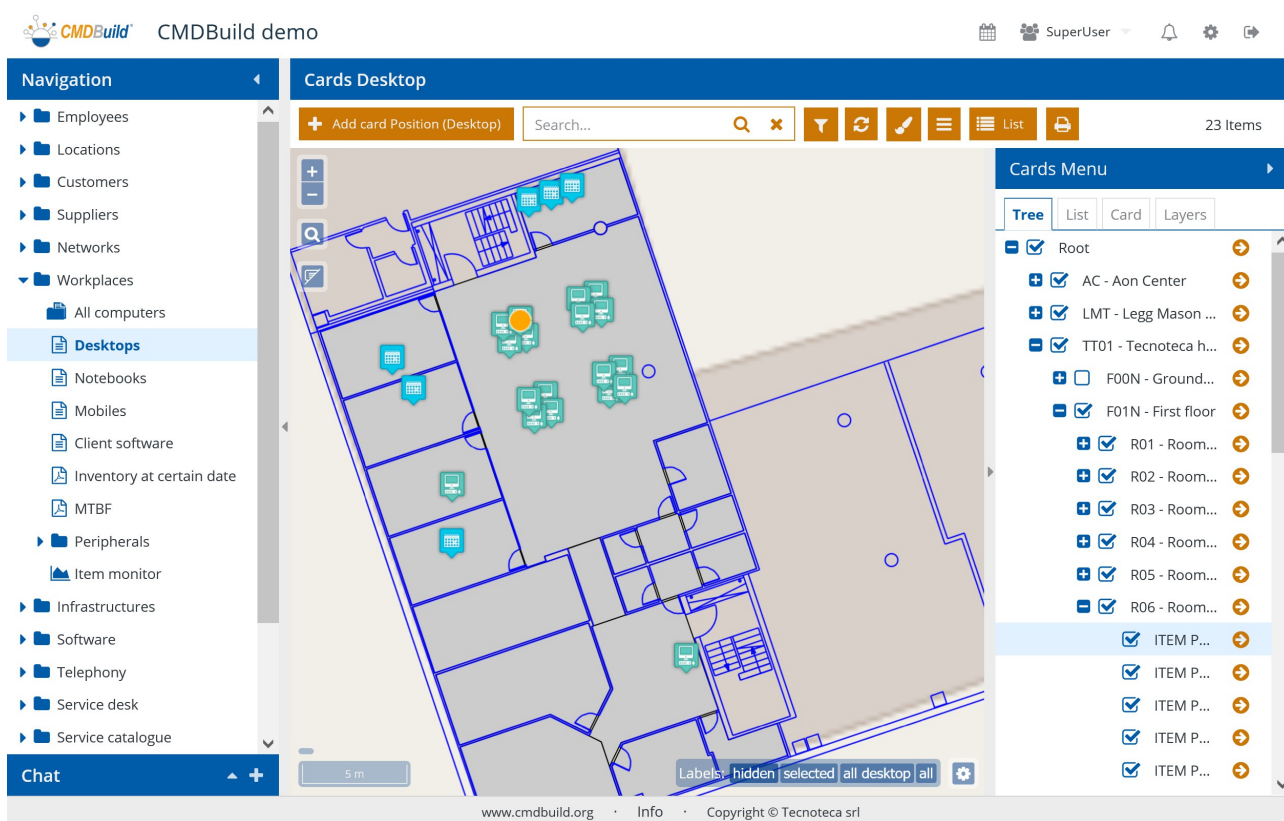 CMDBuild CMDBuild demo SuperUser
Navigation
Employees
Locations
Customers
Suppliers
Networks
Workplaces
All computers
Desktops
Notebooks
Mobiles
Client software
Inventory at certain date
MTBF
Peripherals
Item monitor
Infrastructures
Software
Telephony
Service desk
Service catalogue
Chat
Cards Desktop
Add card Position (Desktop) Search... List 23 Items
5 m
Labels: hidden selected all desktop all
Cards Menu
Tree List Card Layers
Root
AC - Aon Center
LMT - Legg Mason ...
TT01 - Tecnoteca h...
F00N - Ground...
F01N - First floor
R01 - Room...
R02 - Room...
R03 - Room...
R04 - Room...
R05 - Room...
R06 - Room...
ITEM P...
ITEM P...
ITEM P...
ITEM P...
ITEM P...
www.cmdbuild.org · Info · Copyright © Tecnoteca srl